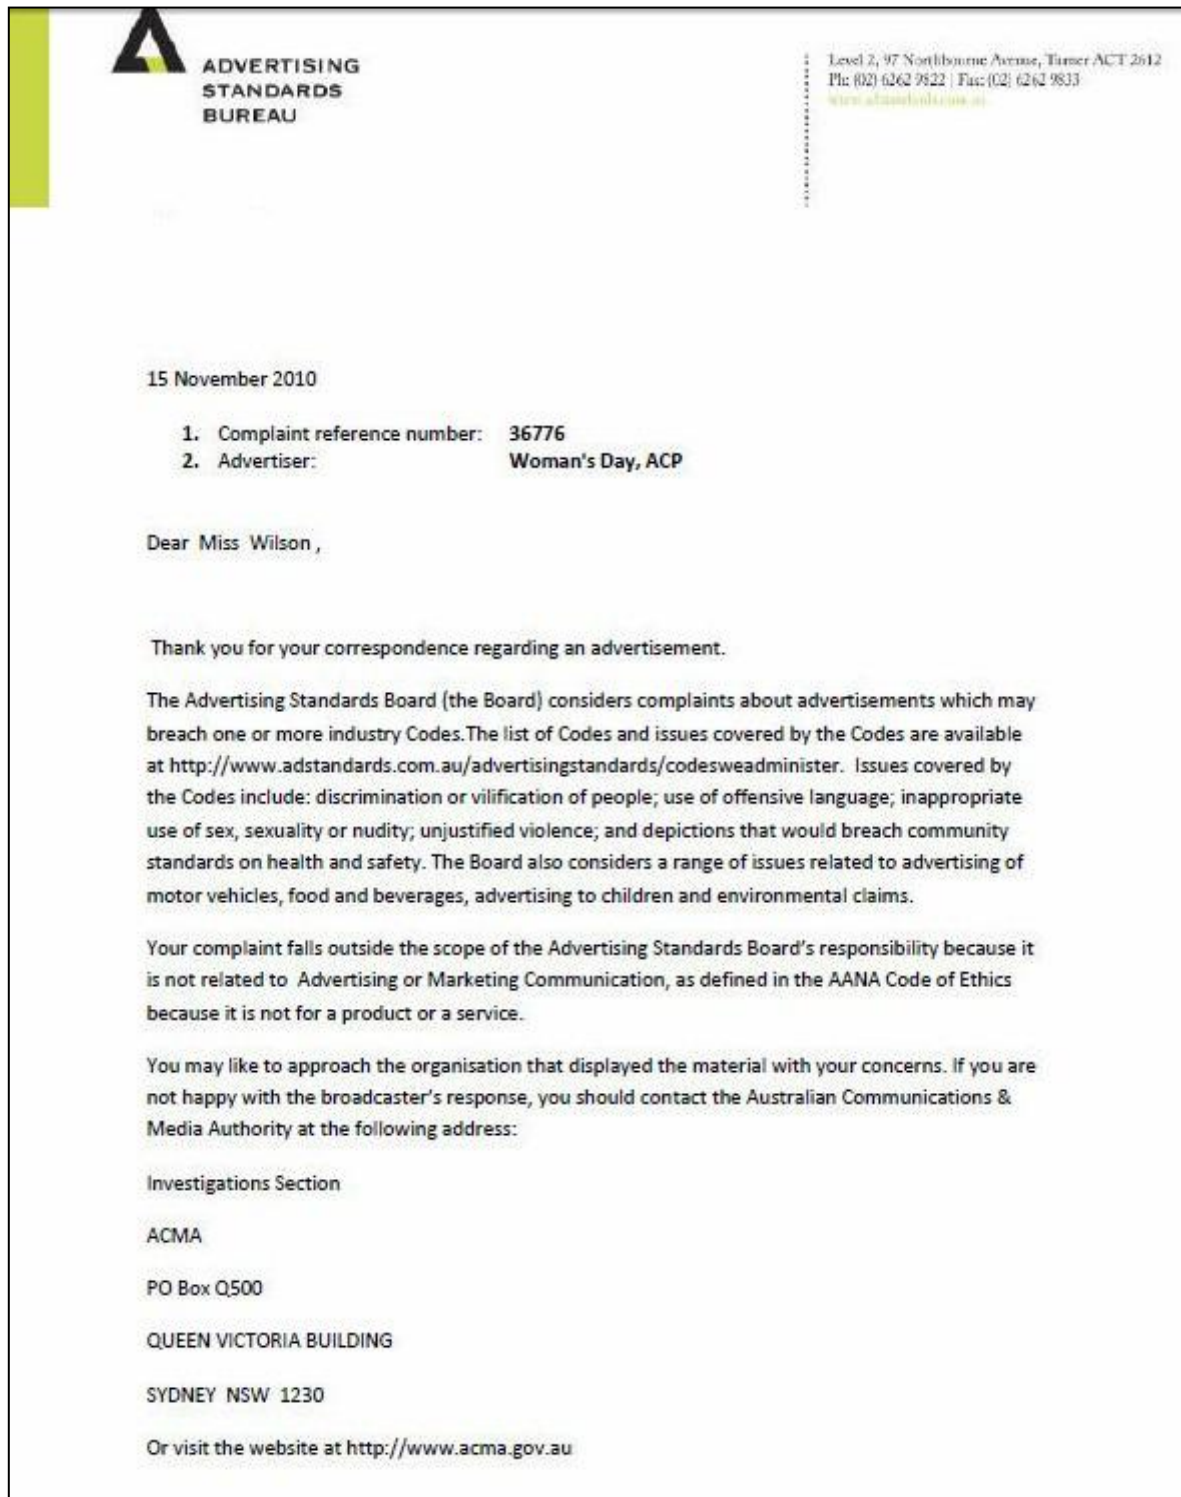 ADVERTISING
STANDARDS
BUREAU
Level 2, 97 Northbourne Avenue, Turner ACT 2612
Ph: (02) 6262 9822 | Fax: (02) 6262 9833
www.adstandards.com.au
15 November 2010
1. Complaint reference number: 36776
2. Advertiser: Woman's Day, ACP
Dear Miss Wilson ,
Thank you for your correspondence regarding an advertisement.
The Advertising Standards Board (the Board) considers complaints about advertisements which may
breach one or more industry Codes.The list of Codes and issues covered by the Codes are available
at http://www.adstandards.com.au/advertisingstandards/codesweadminister. Issues covered by
the Codes include: discrimination or vilification of people; use of offensive language; inappropriate
use of sex, sexuality or nudity; unjustified violence; and depictions that would breach community
standards on health and safety. The Board also considers a range of issues related to advertising of
motor vehicles, food and beverages, advertising to children and environmental claims.
Your complaint falls outside the scope of the Advertising Standards Board's responsibility because it
is not related to Advertising or Marketing Communication, as defined in the AANA Code of Ethics
because it is not for a product or a service.
You may like to approach the organisation that displayed the material with your concerns. If you are
not happy with the broadcaster's response, you should contact the Australian Communications &
Media Authority at the following address:
Investigations Section
ACMA
PO Box Q500
QUEEN VICTORIA BUILDING
SYDNEY NSW 1230
Or visit the website at http://www.acma.gov.au